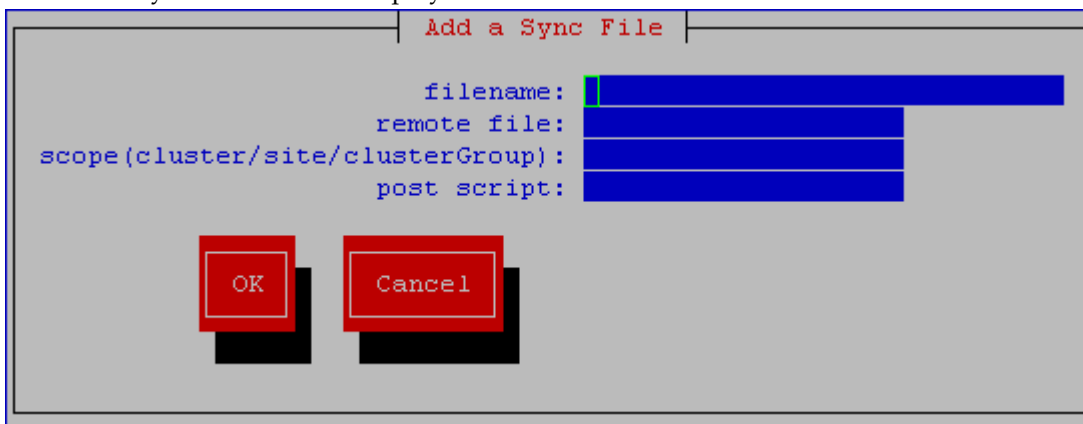 Add a Sync File
filename:
remote file:
scope(cluster/site/clusterGroup):
post script:
OK Cancel